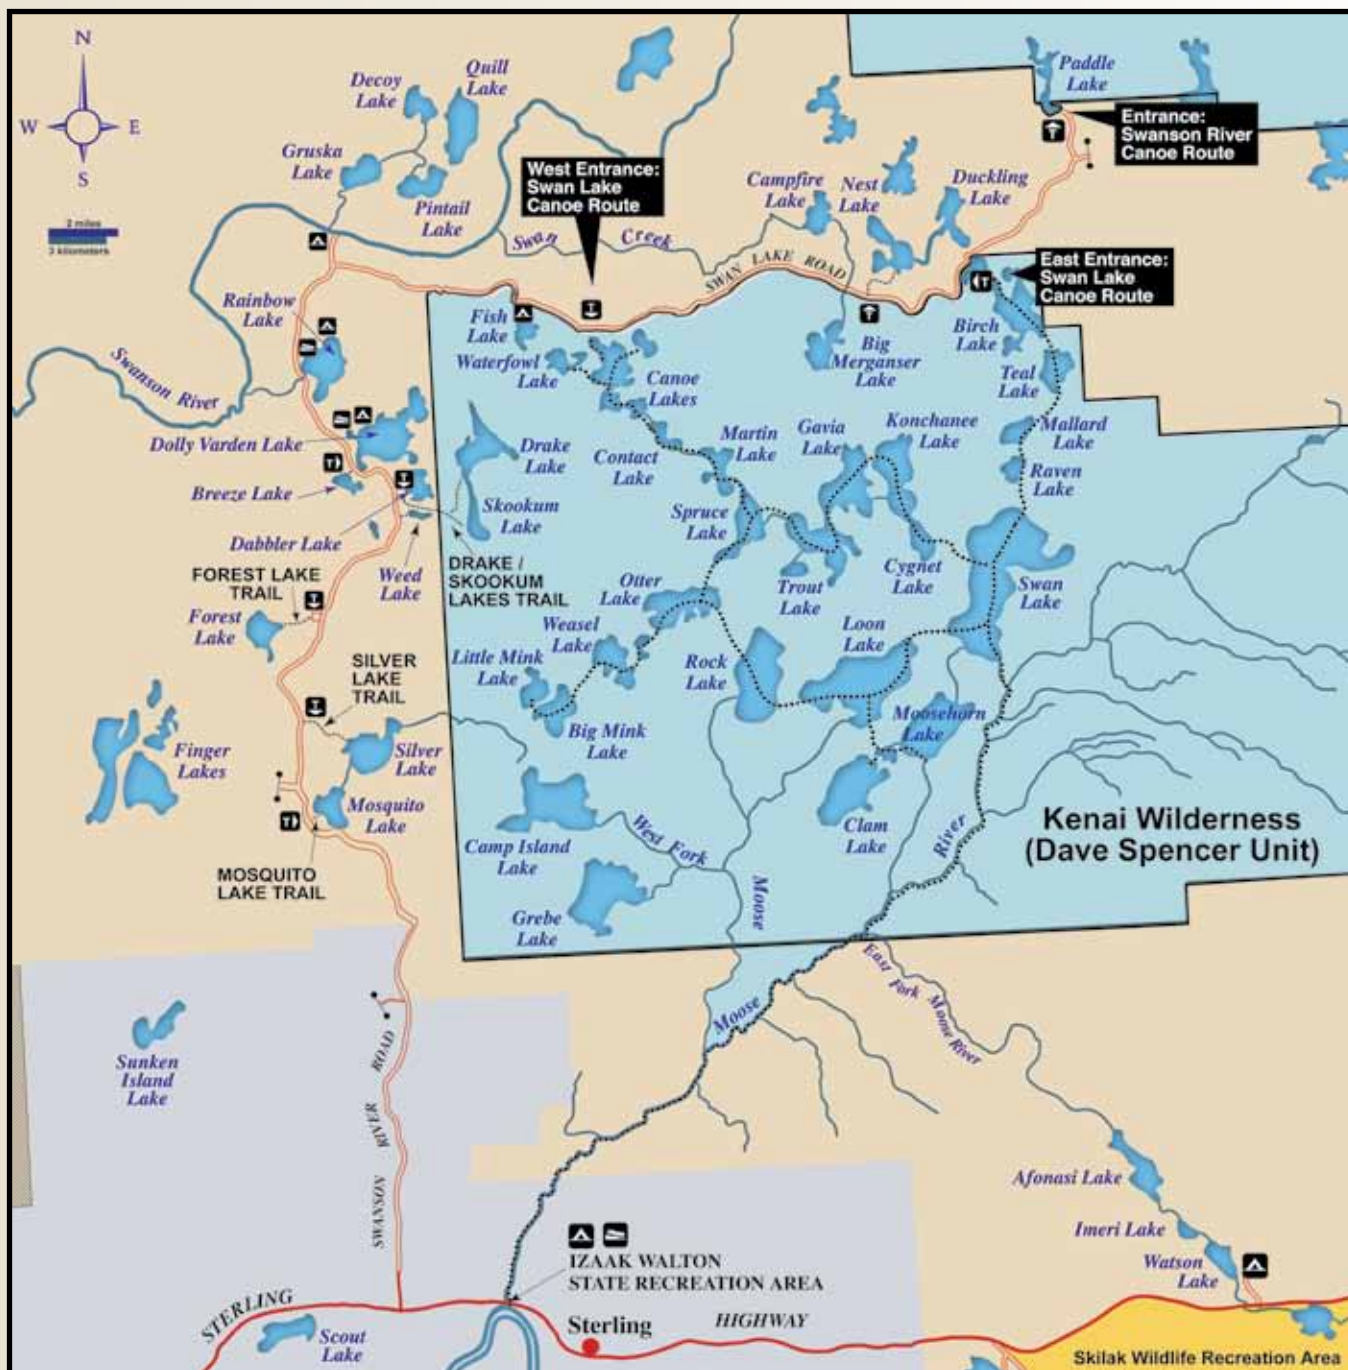 N
W
E
S
2 miles
3 kilometers
Decoy
Lake
Quill
Lake
Gruska
Lake
Pintail
Lake
West Entrance:
Swan Lake
Canoe Route
Campfire
Lake
Nest
Lake
Duckling
Lake
Paddle
Lake
Entrance:
Swanson River
Canoe Route
Swan Creek
SWAN LAKE ROAD
East Entrance:
Swan Lake
Canoe Route
Rainbow
Lake
Swanson River
Fish
Lake
Waterfowl
Lake
Canoe
Lakes
Big
Merganser
Lake
Birch
Lake
Teal
Lake
Dolly Varden Lake
Drake
Lake
Contact
Lake
Martin
Lake
Gavia
Lake
Konchanee
Lake
Mallard
Lake
Raven
Lake
Breeze Lake
Skookum
Lake
Spruce
Lake
Dabbler Lake
Weed
Lake
DRAKE /
SKOOKUM
LAKES TRAIL
FOREST LAKE
TRAIL
Forest
Lake
Otter
Lake
Trout
Lake
Cygnet
Lake
Swan
Lake
Weasel
Lake
Loon
Lake
Little Mink
Lake
Rock
Lake
SILVER
LAKE
TRAIL
Moosehorn
Lake
Big Mink
Lake
Finger
Lakes
Silver
Lake
Mosquito
Lake
MOSQUITO
LAKE TRAIL
Camp Island
Lake
West Fork
Moose
Clam
Lake
River
Kenai Wilderness
(Dave Spencer Unit)
Grebe
Lake
Moose
East Fork Moose River
Sunken
Island
Lake
SWANSON RIVER ROAD
Afonasi Lake
Imeri Lake
Watson
Lake
IZAAK WALTON
STATE RECREATION AREA
STERLING
HIGHWAY
Scout
Lake
Sterling
Skilak Wildlife Recreation Area